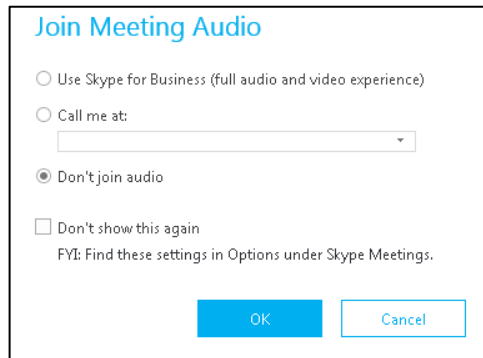 Join Meeting Audio
Use Skype for Business (full audio and video experience)
Call me at:
Don't join audio
Don't show this again
FYI: Find these settings in Options under Skype Meetings.
OK
Cancel